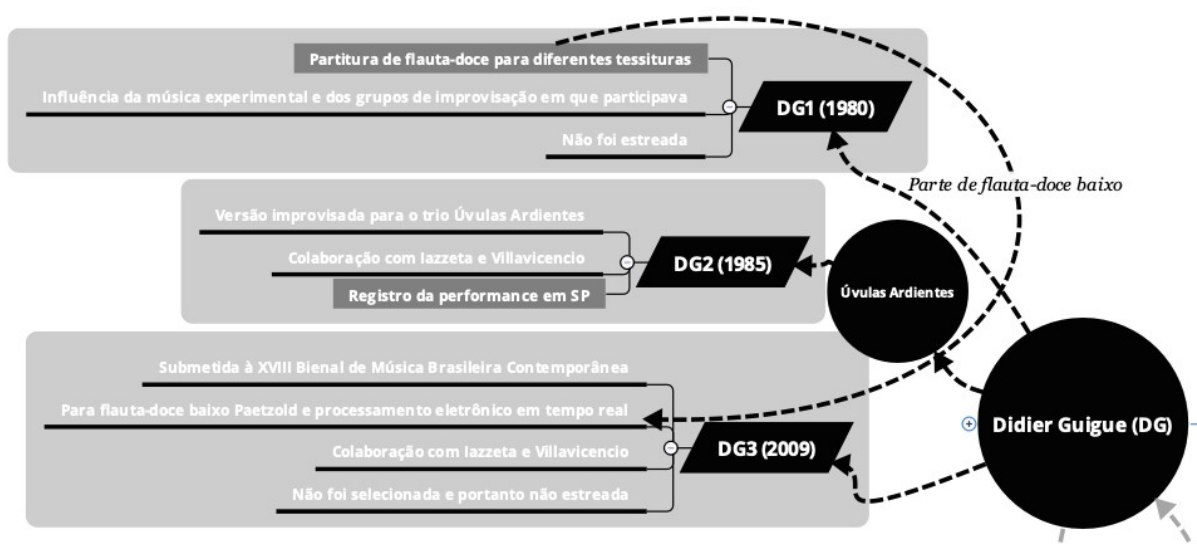 Partitura de flauta-doce para diferentes tessituras
Influência da música experimental e dos grupos de improvisação em que participava
DG1 (1980)
Não foi estreada
Parte de flauta-doce baixo
Versão improvisada para o trio Úvulas Ardientes
Colaboração com Iazzeta e Villavicencio
DG2 (1985)
Registro da performance em SP
Úvulas Ardientes
Submetida à XVIII Bienal de Música Brasileira Contemporânea
Para flauta-doce baixo Paetzold e processamento eletrônico em tempo real
Colaboração com Iazzeta e Villavicencio
DG3 (2009)
Não foi selecionada e portanto não estreada
Didier Guigue (DG)